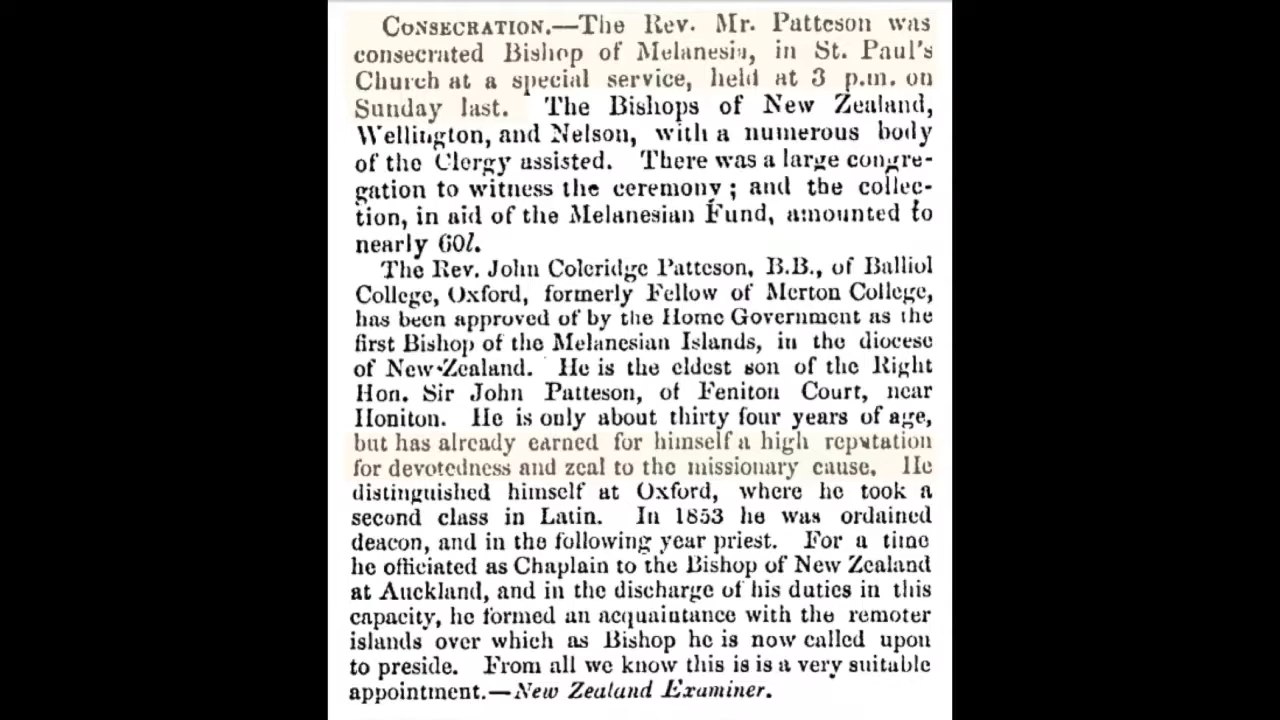 CONSECRATION.—The Rev. Mr. Patteson was
consecrated Bishop of Melanesia, in St. Paul's
Church at a special service, held at 3 p.m. on
Sunday last. The Bishops of New Zealand,
Wellington, and Nelson, with a numerous body
of the Clergy assisted. There was a large congre-
gation to witness the ceremony; and the collec-
tion, in aid of the Melanesian Fund, amounted to
nearly 60l.
The Rev. John Coleridge Patteson, B.B., of Balliol
College, Oxford, formerly Fellow of Merton College,
has been approved of by the Home Government as the
first Bishop of the Melanesian Islands, in the diocese
of New-Zealand. He is the eldest son of the Right
Hon. Sir John Patteson, of Feniton Court, near
Honiton. He is only about thirty four years of age,
but has already earned for himself a high reputation
for devotedness and zeal to the missionary cause. He
distinguished himself at Oxford, where he took a
second class in Latin. In 1853 he was ordained
deacon, and in the following year priest. For a time
he officiated as Chaplain to the Bishop of New Zealand
at Auckland, and in the discharge of his duties in this
capacity, he formed an acquaintance with the remoter
islands over which as Bishop he is now called upon
to preside. From all we know this is is a very suitable
appointment.—New Zealand Examiner.